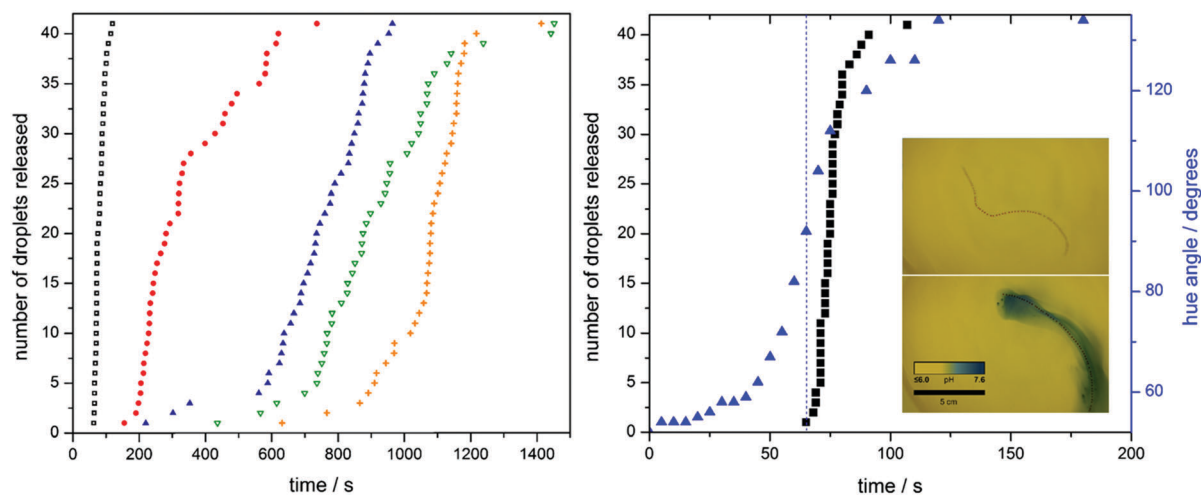 number of droplets released
40
35
30
25
20
15
10
5
0
0 200 400 600 800 1000 1200 1400
time / s
number of droplets released
40
35
30
25
20
15
10
5
0
0 50 100 150 200
time / s
120
100
80
60
hue angle / degrees
≤6.0 pH 7.6
5 cm